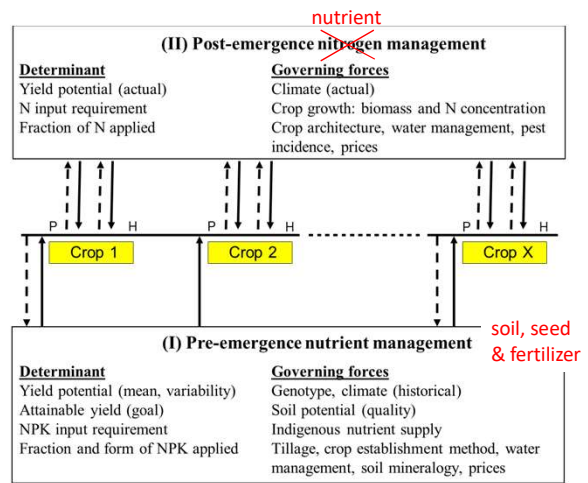 nutrient
(II) Post-emergence nitrogen management
Determinant
Yield potential (actual)
N input requirement
Fraction of N applied
Governing forces
Climate (actual)
Crop growth: biomass and N concentration
Crop architecture, water management, pest
incidence, prices
P H P H P H
Crop 1 Crop 2 Crop X
soil, seed
& fertilizer
(I) Pre-emergence nutrient management
Determinant
Yield potential (mean, variability)
Attainable yield (goal)
NPK input requirement
Fraction and form of NPK applied
Governing forces
Genotype, climate (historical)
Soil potential (quality)
Indigenous nutrient supply
Tillage, crop establishment method, water
management, soil mineralogy, prices